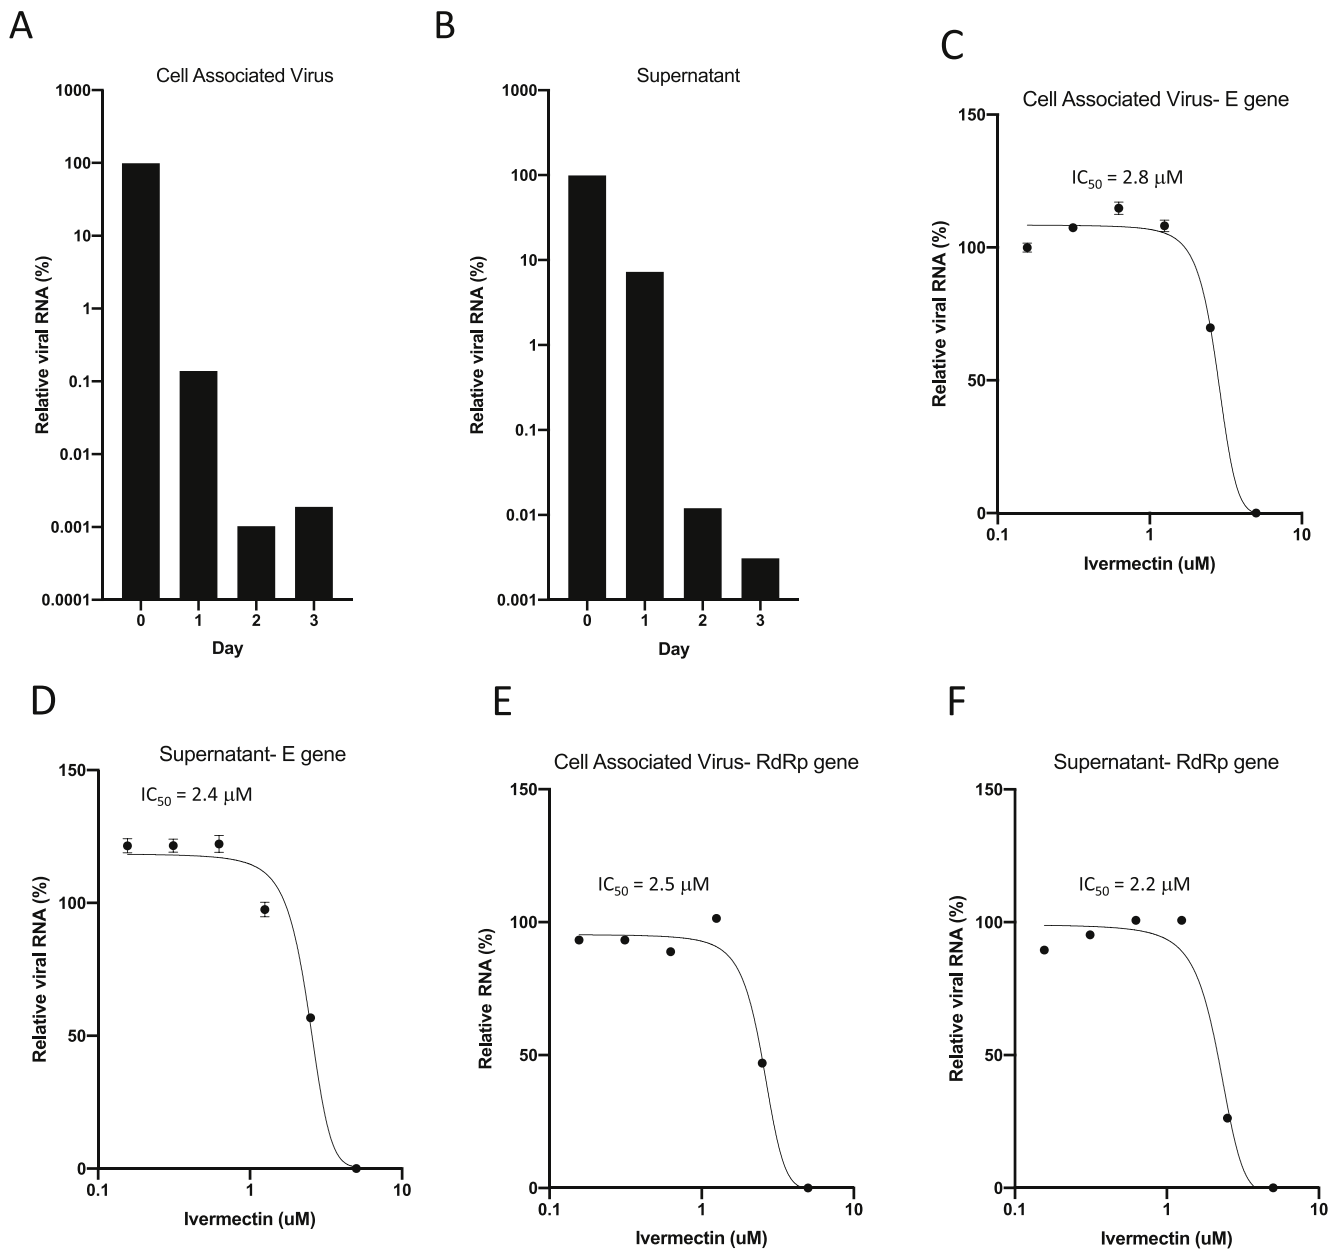 A
Cell Associated Virus
1000
100
10
1
0.1
0.01
0.001
0.0001
Relative viral RNA (%)
0 1 2 3
Day
B
Supernatant
1000
100
10
1
0.1
0.01
0.001
Relative viral RNA (%)
0 1 2 3
Day
C
Cell Associated Virus- E gene
IC50 = 2.8 µM
150
100
50
0
Relative viral RNA (%)
0.1 1 10
Ivermectin (uM)
D
Supernatant- E gene
IC50 = 2.4 µM
150
100
50
0
Relative viral RNA (%)
0.1 1 10
Ivermectin (uM)
E
Cell Associated Virus- RdRp gene
IC50 = 2.5 µM
150
100
50
0
Relative RNA (%)
0.1 1 10
Ivermectin (uM)
F
Supernatant- RdRp gene
IC50 = 2.2 µM
150
100
50
0
Relative viral RNA (%)
0.1 1 10
Ivermectin (uM)